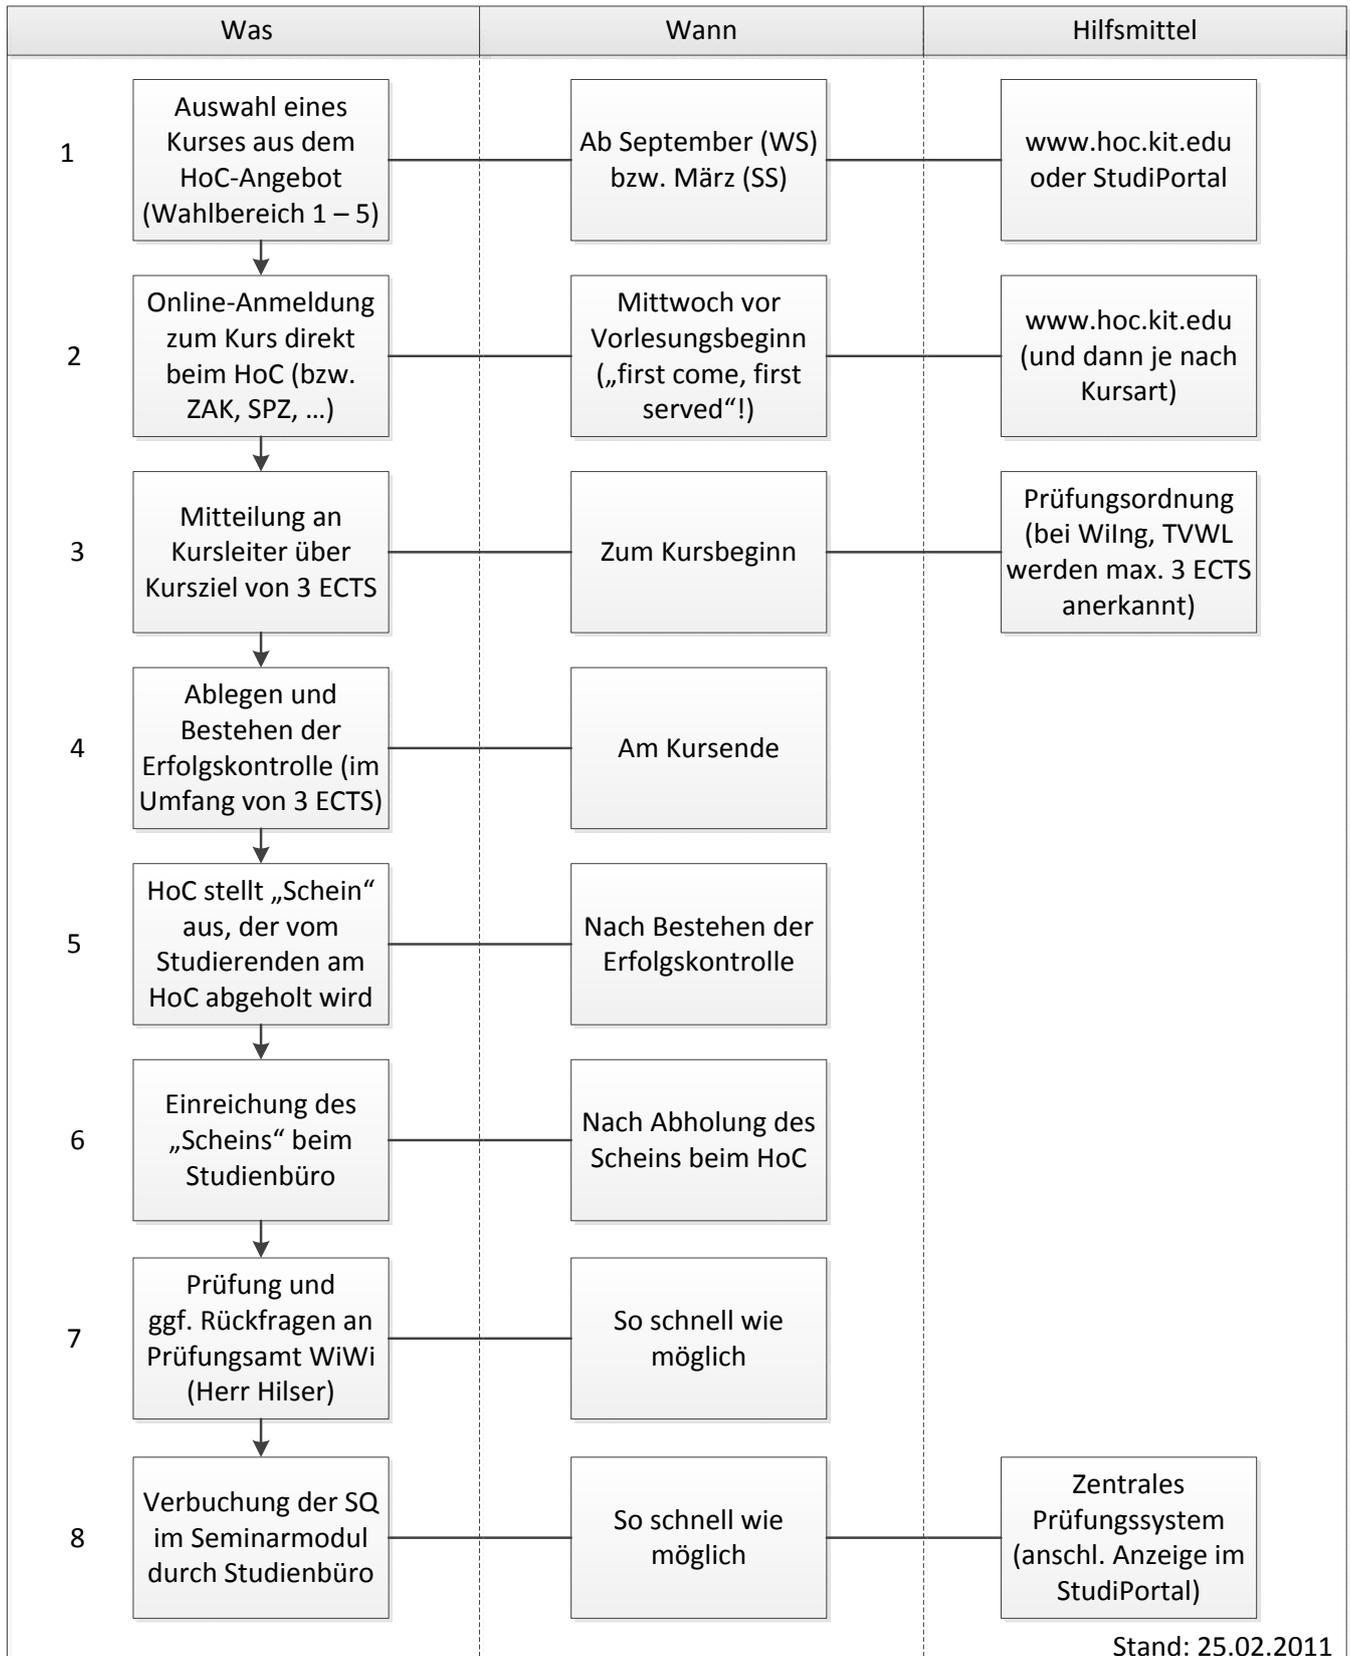 Was
Wann
Hilfsmittel
1
Auswahl eines
Kurses aus dem
HoC-Angebot
(Wahlbereich 1 – 5)
Ab September (WS)
bzw. März (SS)
www.hoc.kit.edu
oder StudiPortal
2
Online-Anmeldung
zum Kurs direkt
beim HoC (bzw.
ZAK, SPZ, ...)
Mittwoch vor
Vorlesungsbeginn
(„first come, first
served“!)
www.hoc.kit.edu
(und dann je nach
Kursart)
3
Mitteilung an
Kursleiter über
Kursziel von 3 ECTS
Zum Kursbeginn
Prüfungsordnung
(bei WiIng, TVWL
werden max. 3 ECTS
anerkannt)
4
Ablegen und
Bestehen der
Erfolgskontrolle (im
Umfang von 3 ECTS)
Am Kursende
5
HoC stellt „Schein“
aus, der vom
Studierenden am
HoC abgeholt wird
Nach Bestehen der
Erfolgskontrolle
6
Einreichung des
„Scheins“ beim
Studienbüro
Nach Abholung des
Scheins beim HoC
7
Prüfung und
ggf. Rückfragen an
Prüfungsamt WiWi
(Herr Hilser)
So schnell wie
möglich
8
Verbuchung der SQ
im Seminarmodul
durch Studienbüro
So schnell wie
möglich
Zentrales
Prüfungssystem
(anschl. Anzeige im
StudiPortal)
Stand: 25.02.2011